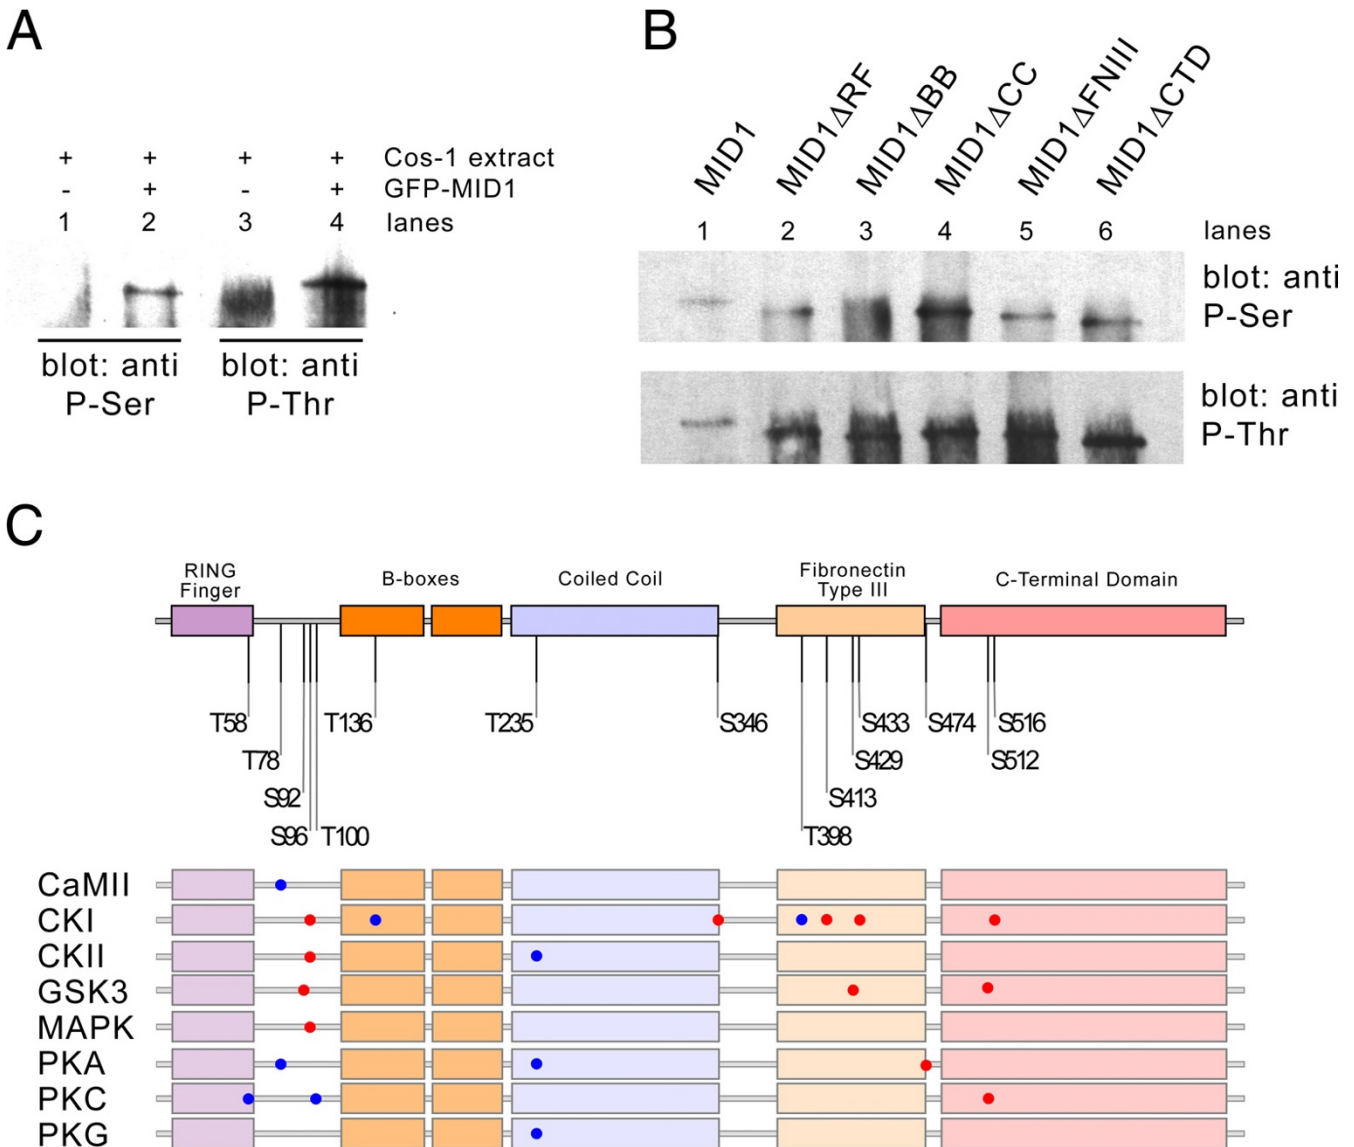 A
+ + + + Cos-1 extract
- + - + GFP-MID1
1 2 3 4 lanes
blot: anti
P-Ser
blot: anti
P-Thr
B
MID1 MID1ΔRF MID1ΔBB MID1ΔCC MID1ΔFNIII MID1ΔCTD
1 2 3 4 5 6 lanes
blot: anti
P-Ser
blot: anti
P-Thr
C
RING
Finger
B-boxes
Coiled Coil
Fibronectin
Type III
C-Terminal Domain
T58 T136 T235 S346 S433 S474 S516
T78 S429 S512
S92 S413
S96 T100 T398
CaMII
CKI
CKII
GSK3
MAPK
PKA
PKC
PKG